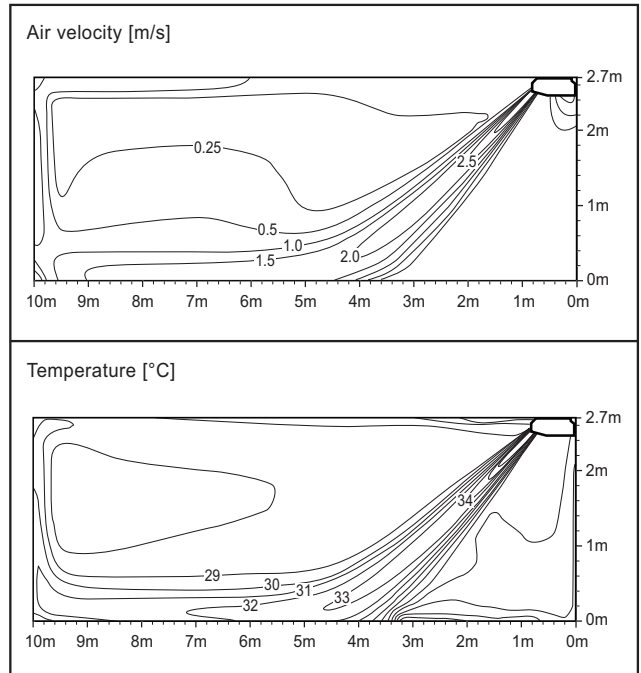 Air velocity [m/s]
2.7m
2m
0.25
2.5
1m
0.5
1.0
2.0
1.5
0m
10m 9m 8m 7m 6m 5m 4m 3m 2m 1m 0m
Temperature [°C]
2.7m
2m
34
1m
29
30
31
33
32
0m
10m 9m 8m 7m 6m 5m 4m 3m 2m 1m 0m